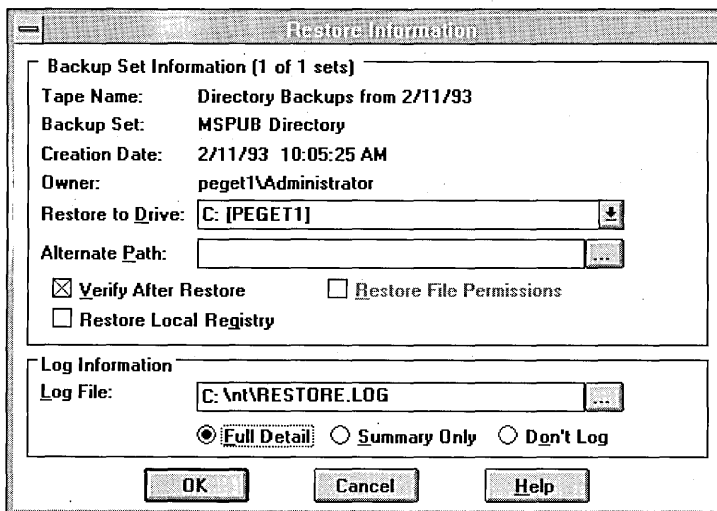 Restore Information
Backup Set Information (1 of 1 sets)
Tape Name: Directory Backups from 2/11/93
Backup Set: MSPUB Directory
Creation Date: 2/11/93 10:05:25 AM
Owner: peget1\Administrator
Restore to Drive: C: [PEGET1]
Alternate Path: ...
Verify After Restore Restore File Permissions
Restore Local Registry
Log Information
Log File: C:\nt\RESTORE.LOG ...
Full Detail Summary Only Don't Log
OK Cancel Help